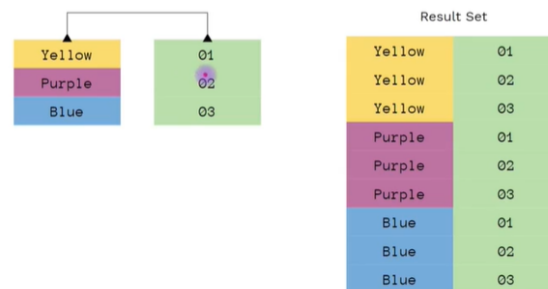 Result Set
Yellow 01
Purple 02
Blue 03
Yellow 01
Yellow 02
Yellow 03
Purple 01
Purple 02
Purple 03
Blue 01
Blue 02
Blue 03